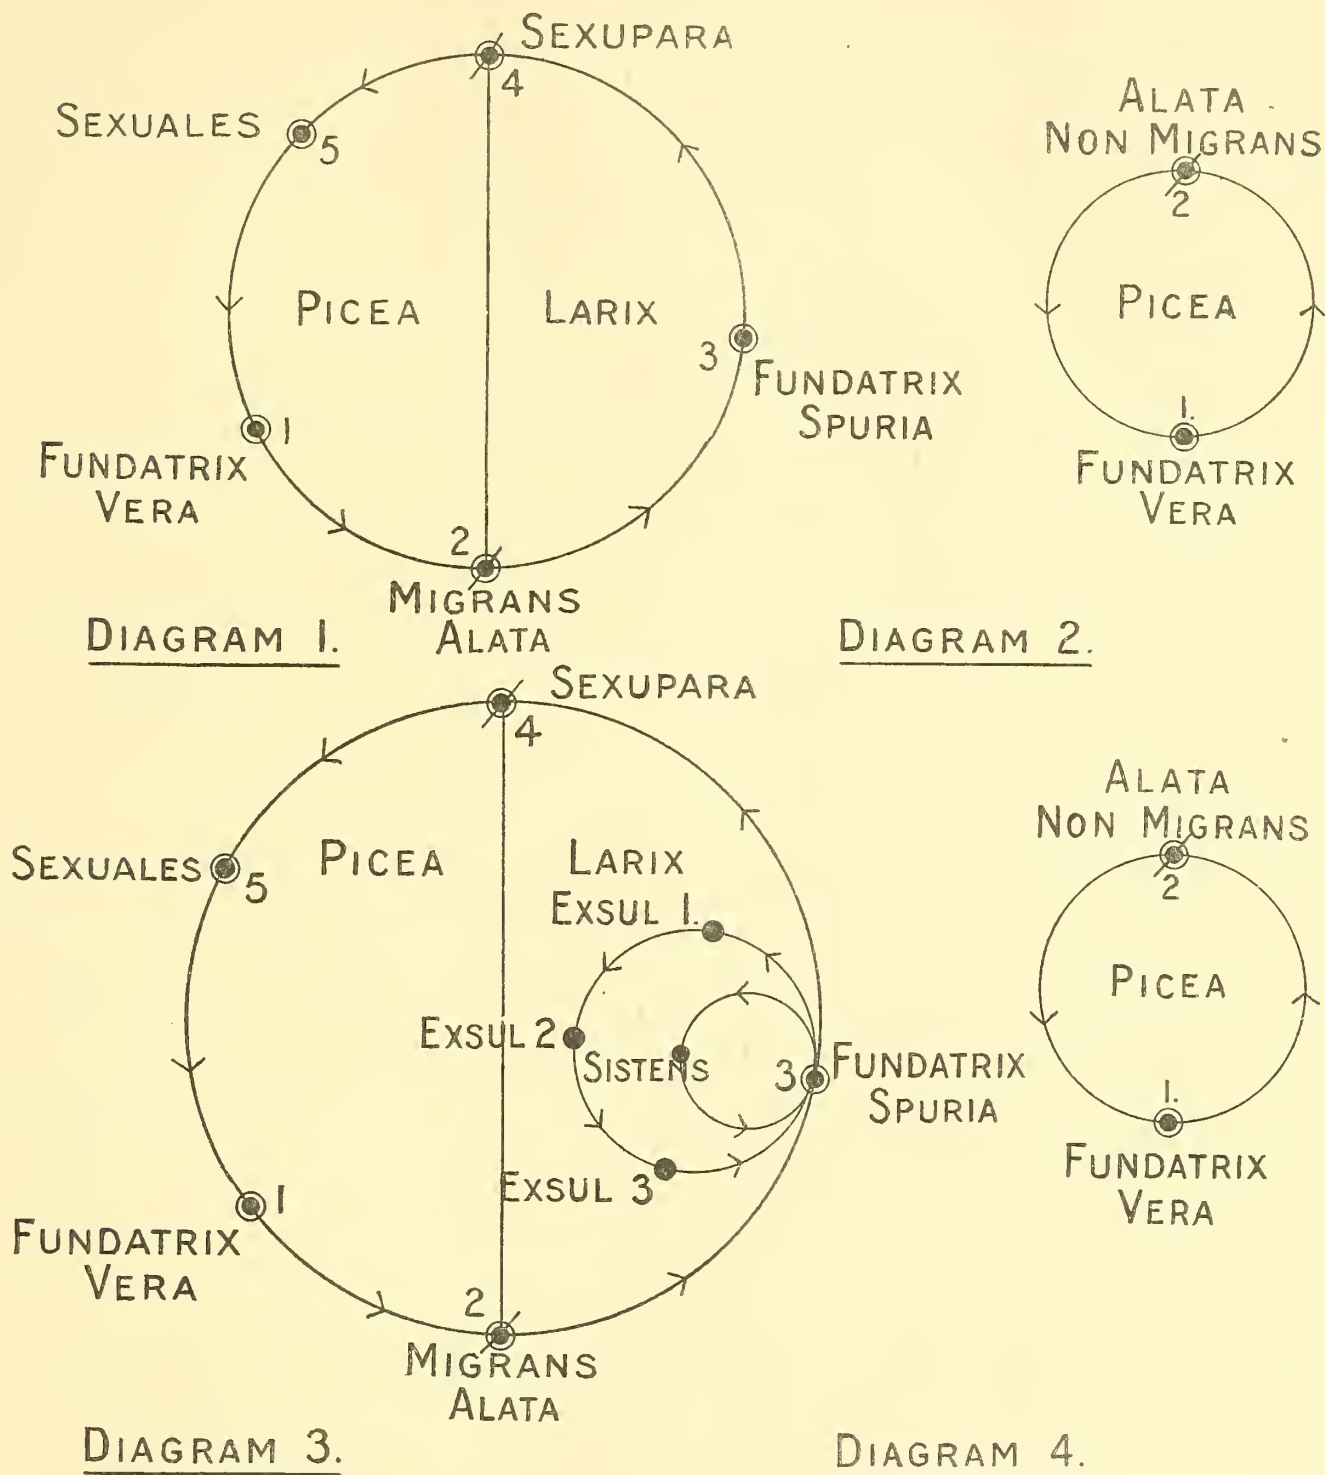 SEXUPARA
4
SEXUALES
5
PICEA
LARIX
3
FUNDATRIX
SPURIA
1
FUNDATRIX
VERA
2
MIGRANS
ALATA
DIAGRAM 1.
ALATA
NON MIGRANS
2
PICEA
1.
FUNDATRIX
VERA
DIAGRAM 2.
SEXUPARA
4
SEXUALES
5
PICEA
LARIX
EXSUL 1.
EXSUL 2
SISTENS
3
FUNDATRIX
SPURIA
EXSUL 3
1
FUNDATRIX
VERA
2
MIGRANS
ALATA
DIAGRAM 3.
ALATA
NON MIGRANS
2
PICEA
1.
FUNDATRIX
VERA
DIAGRAM 4.